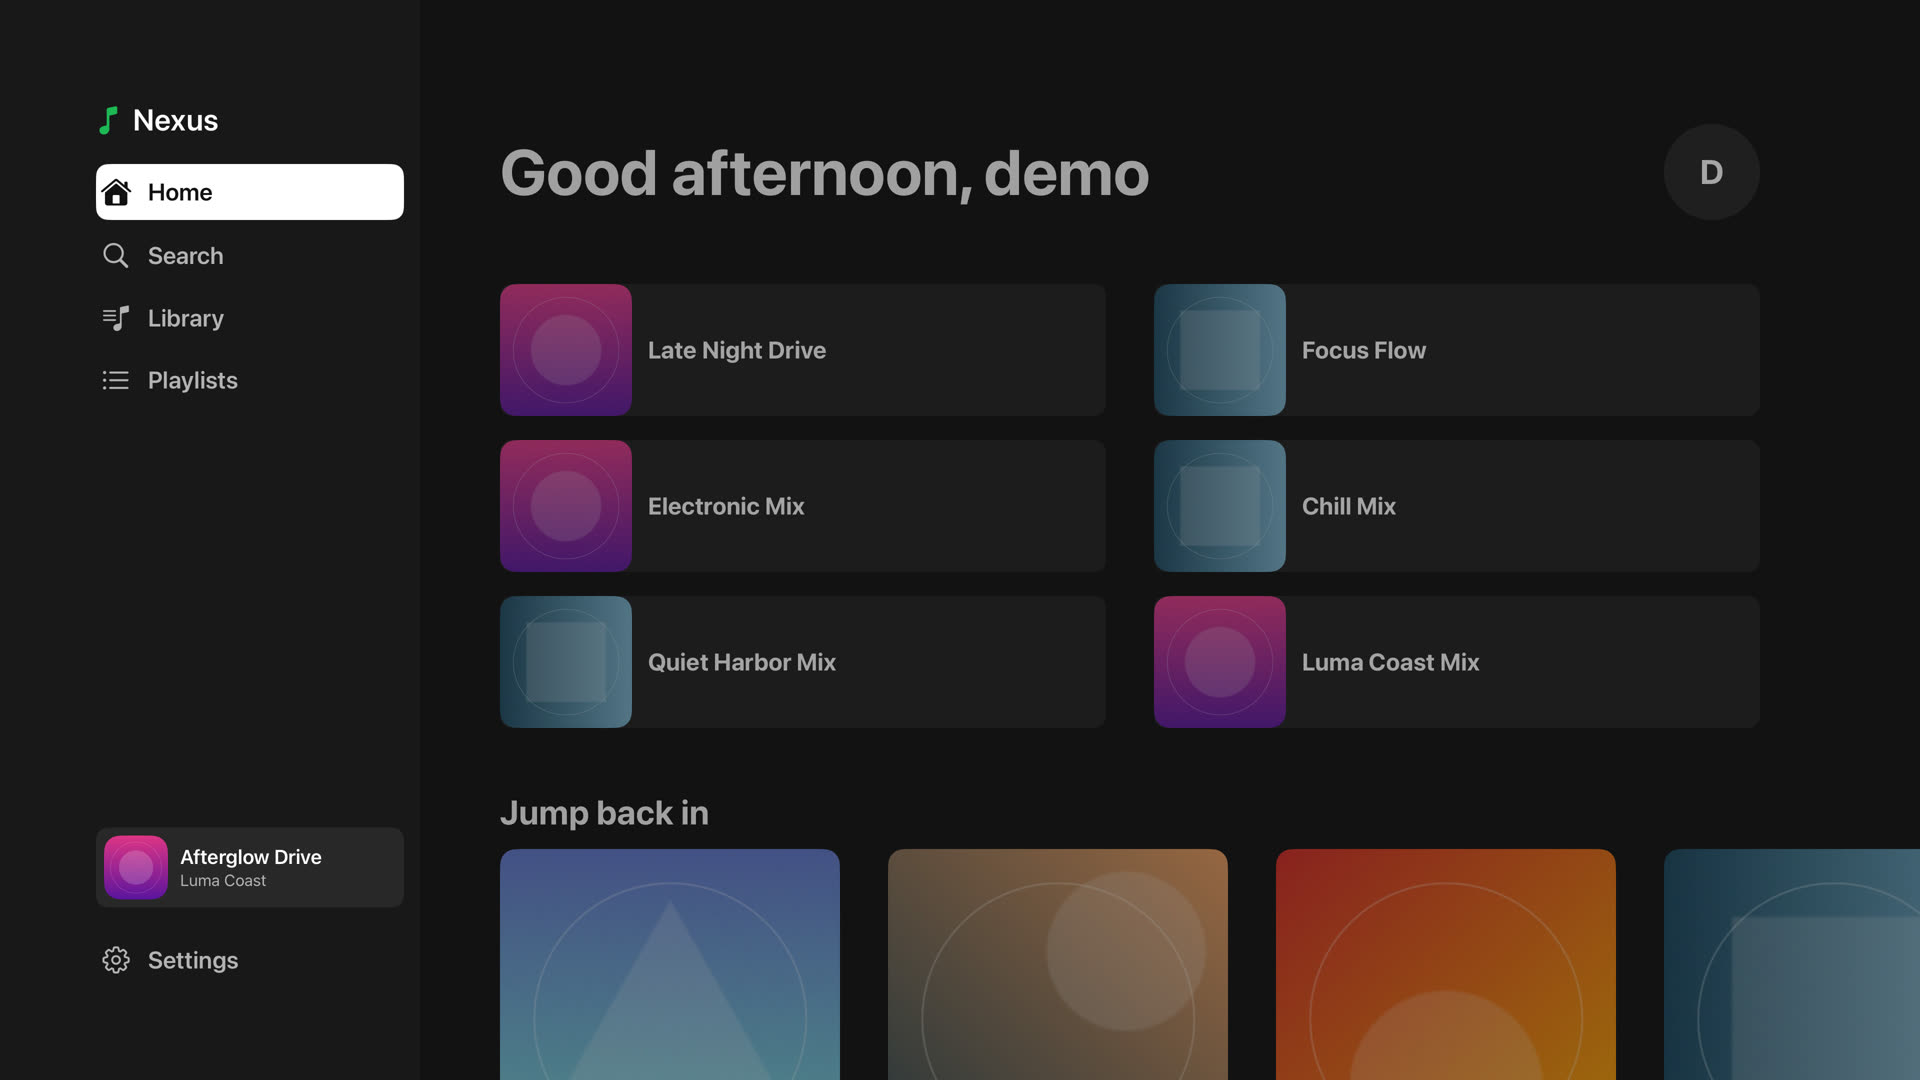 Nexus
Home
Search
Library
Playlists
Afterglow Drive
Luma Coast
Settings
Good afternoon, demo
D
Late Night Drive
Focus Flow
Electronic Mix
Chill Mix
Quiet Harbor Mix
Luma Coast Mix
Jump back in